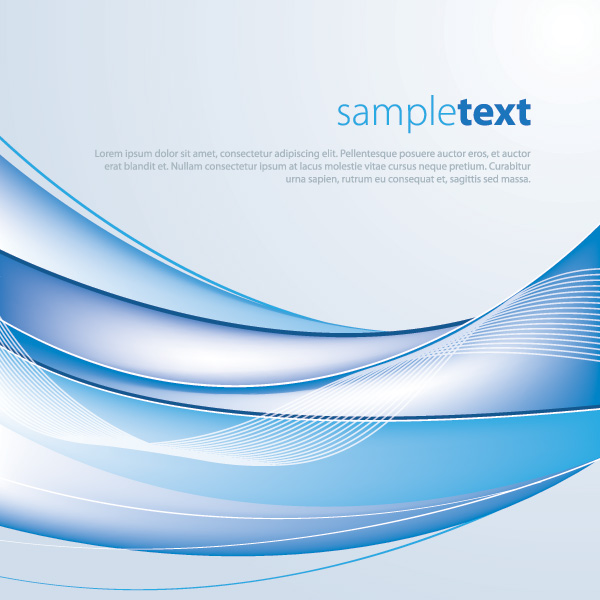 sampletext
Lorem ipsum dolor sit amet, consectetur adipiscing elit. Pellentesque posuere auctor eros, et auctor
erat blandit et. Nullam consectetur ipsum at lacus molestie vitae cursus neque pretium. Curabitur
urna sapien, rutrum eu consequat et, sagittis sed massa.